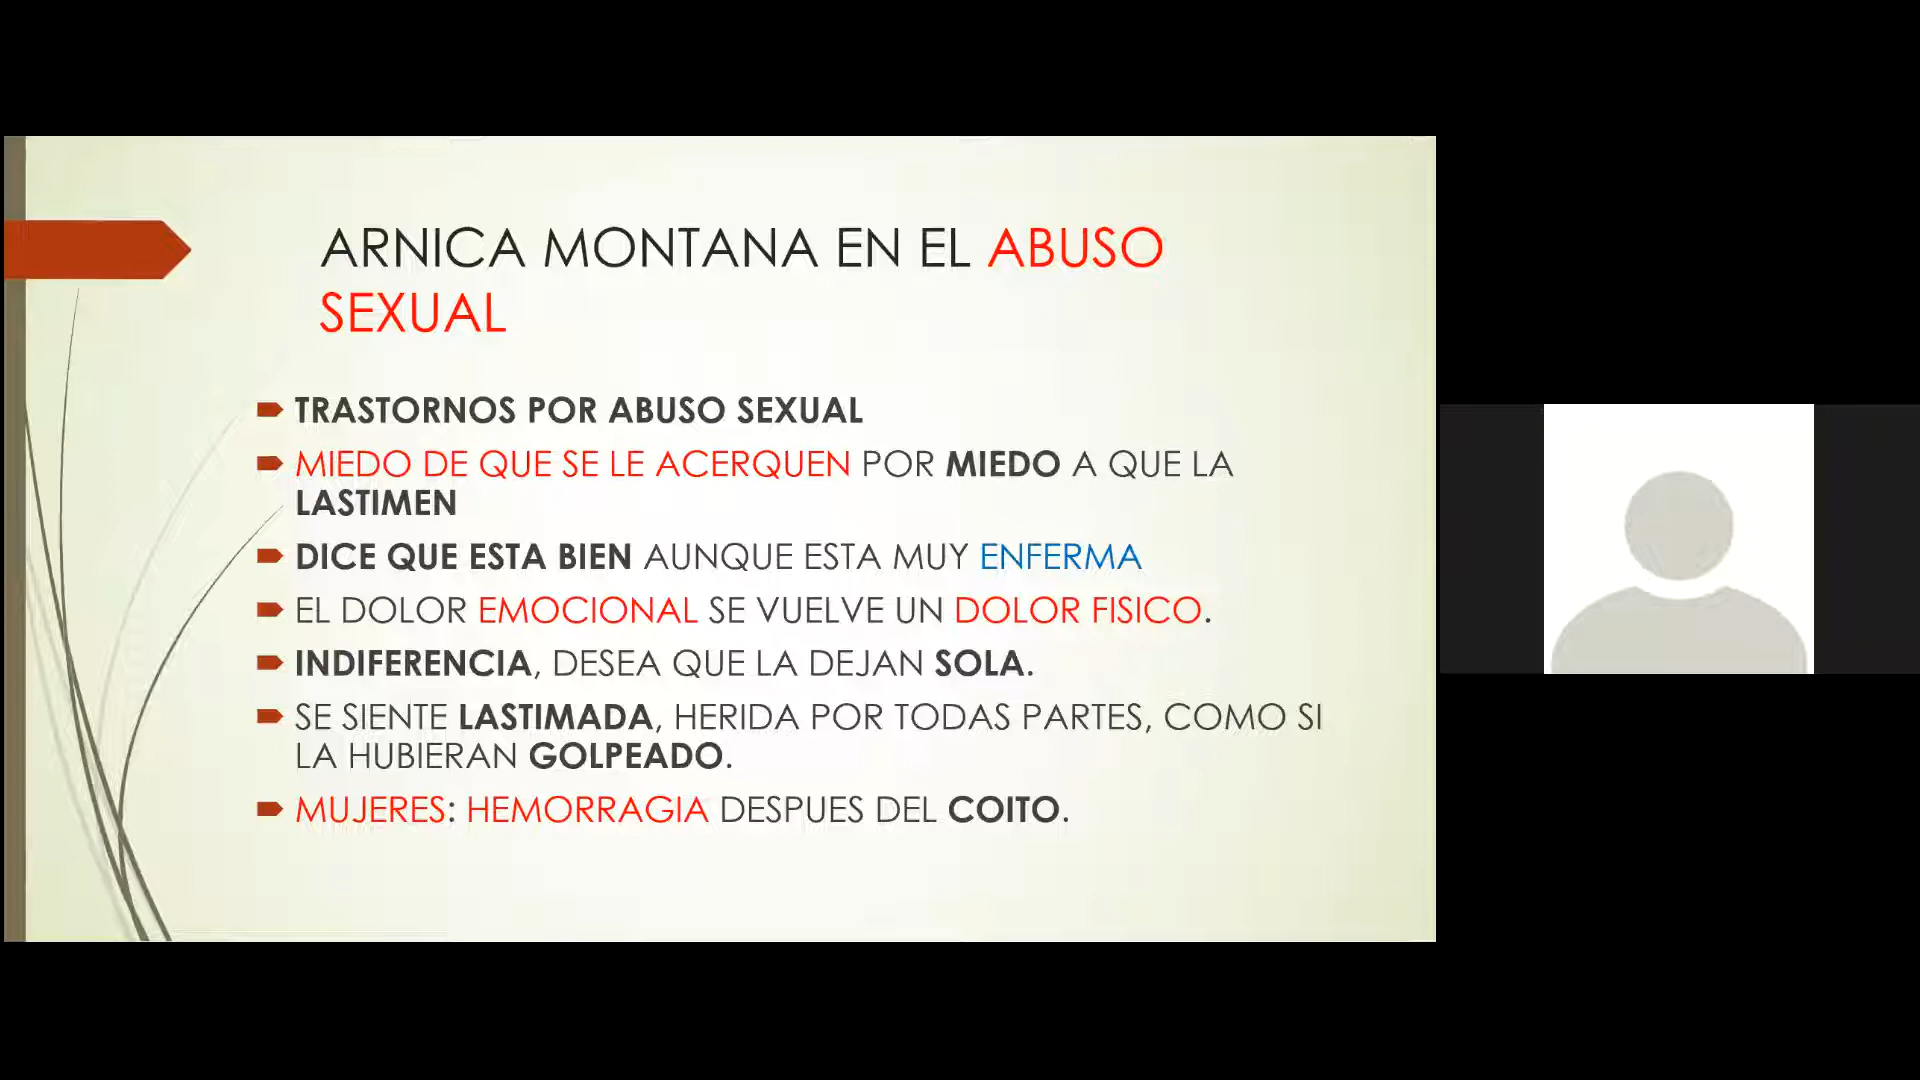 ARNICA MONTANA EN EL ABUSO
SEXUAL
TRASTORNOS POR ABUSO SEXUAL
MIEDO DE QUE SE LE ACERQUEN POR MIEDO A QUE LA
LASTIMEN
DICE QUE ESTA BIEN AUNQUE ESTA MUY ENFERMA
EL DOLOR EMOCIONAL SE VUELVE UN DOLOR FISICO.
INDIFERENCIA, DESEA QUE LA DEJAN SOLA.
SE SIENTE LASTIMADA, HERIDA POR TODAS PARTES, COMO SI
LA HUBIERAN GOLPEADO.
MUJERES: HEMORRAGIA DESPUES DEL COITO.